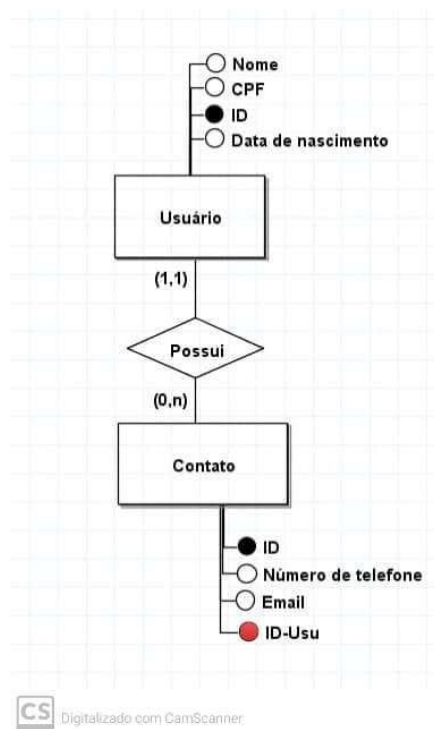 Nome
CPF
ID
Data de nascimento
Usuário
(1,1)
Possui
(0,n)
Contato
ID
Número de telefone
Email
ID-Usu
CS Digitalizado com CamScanner